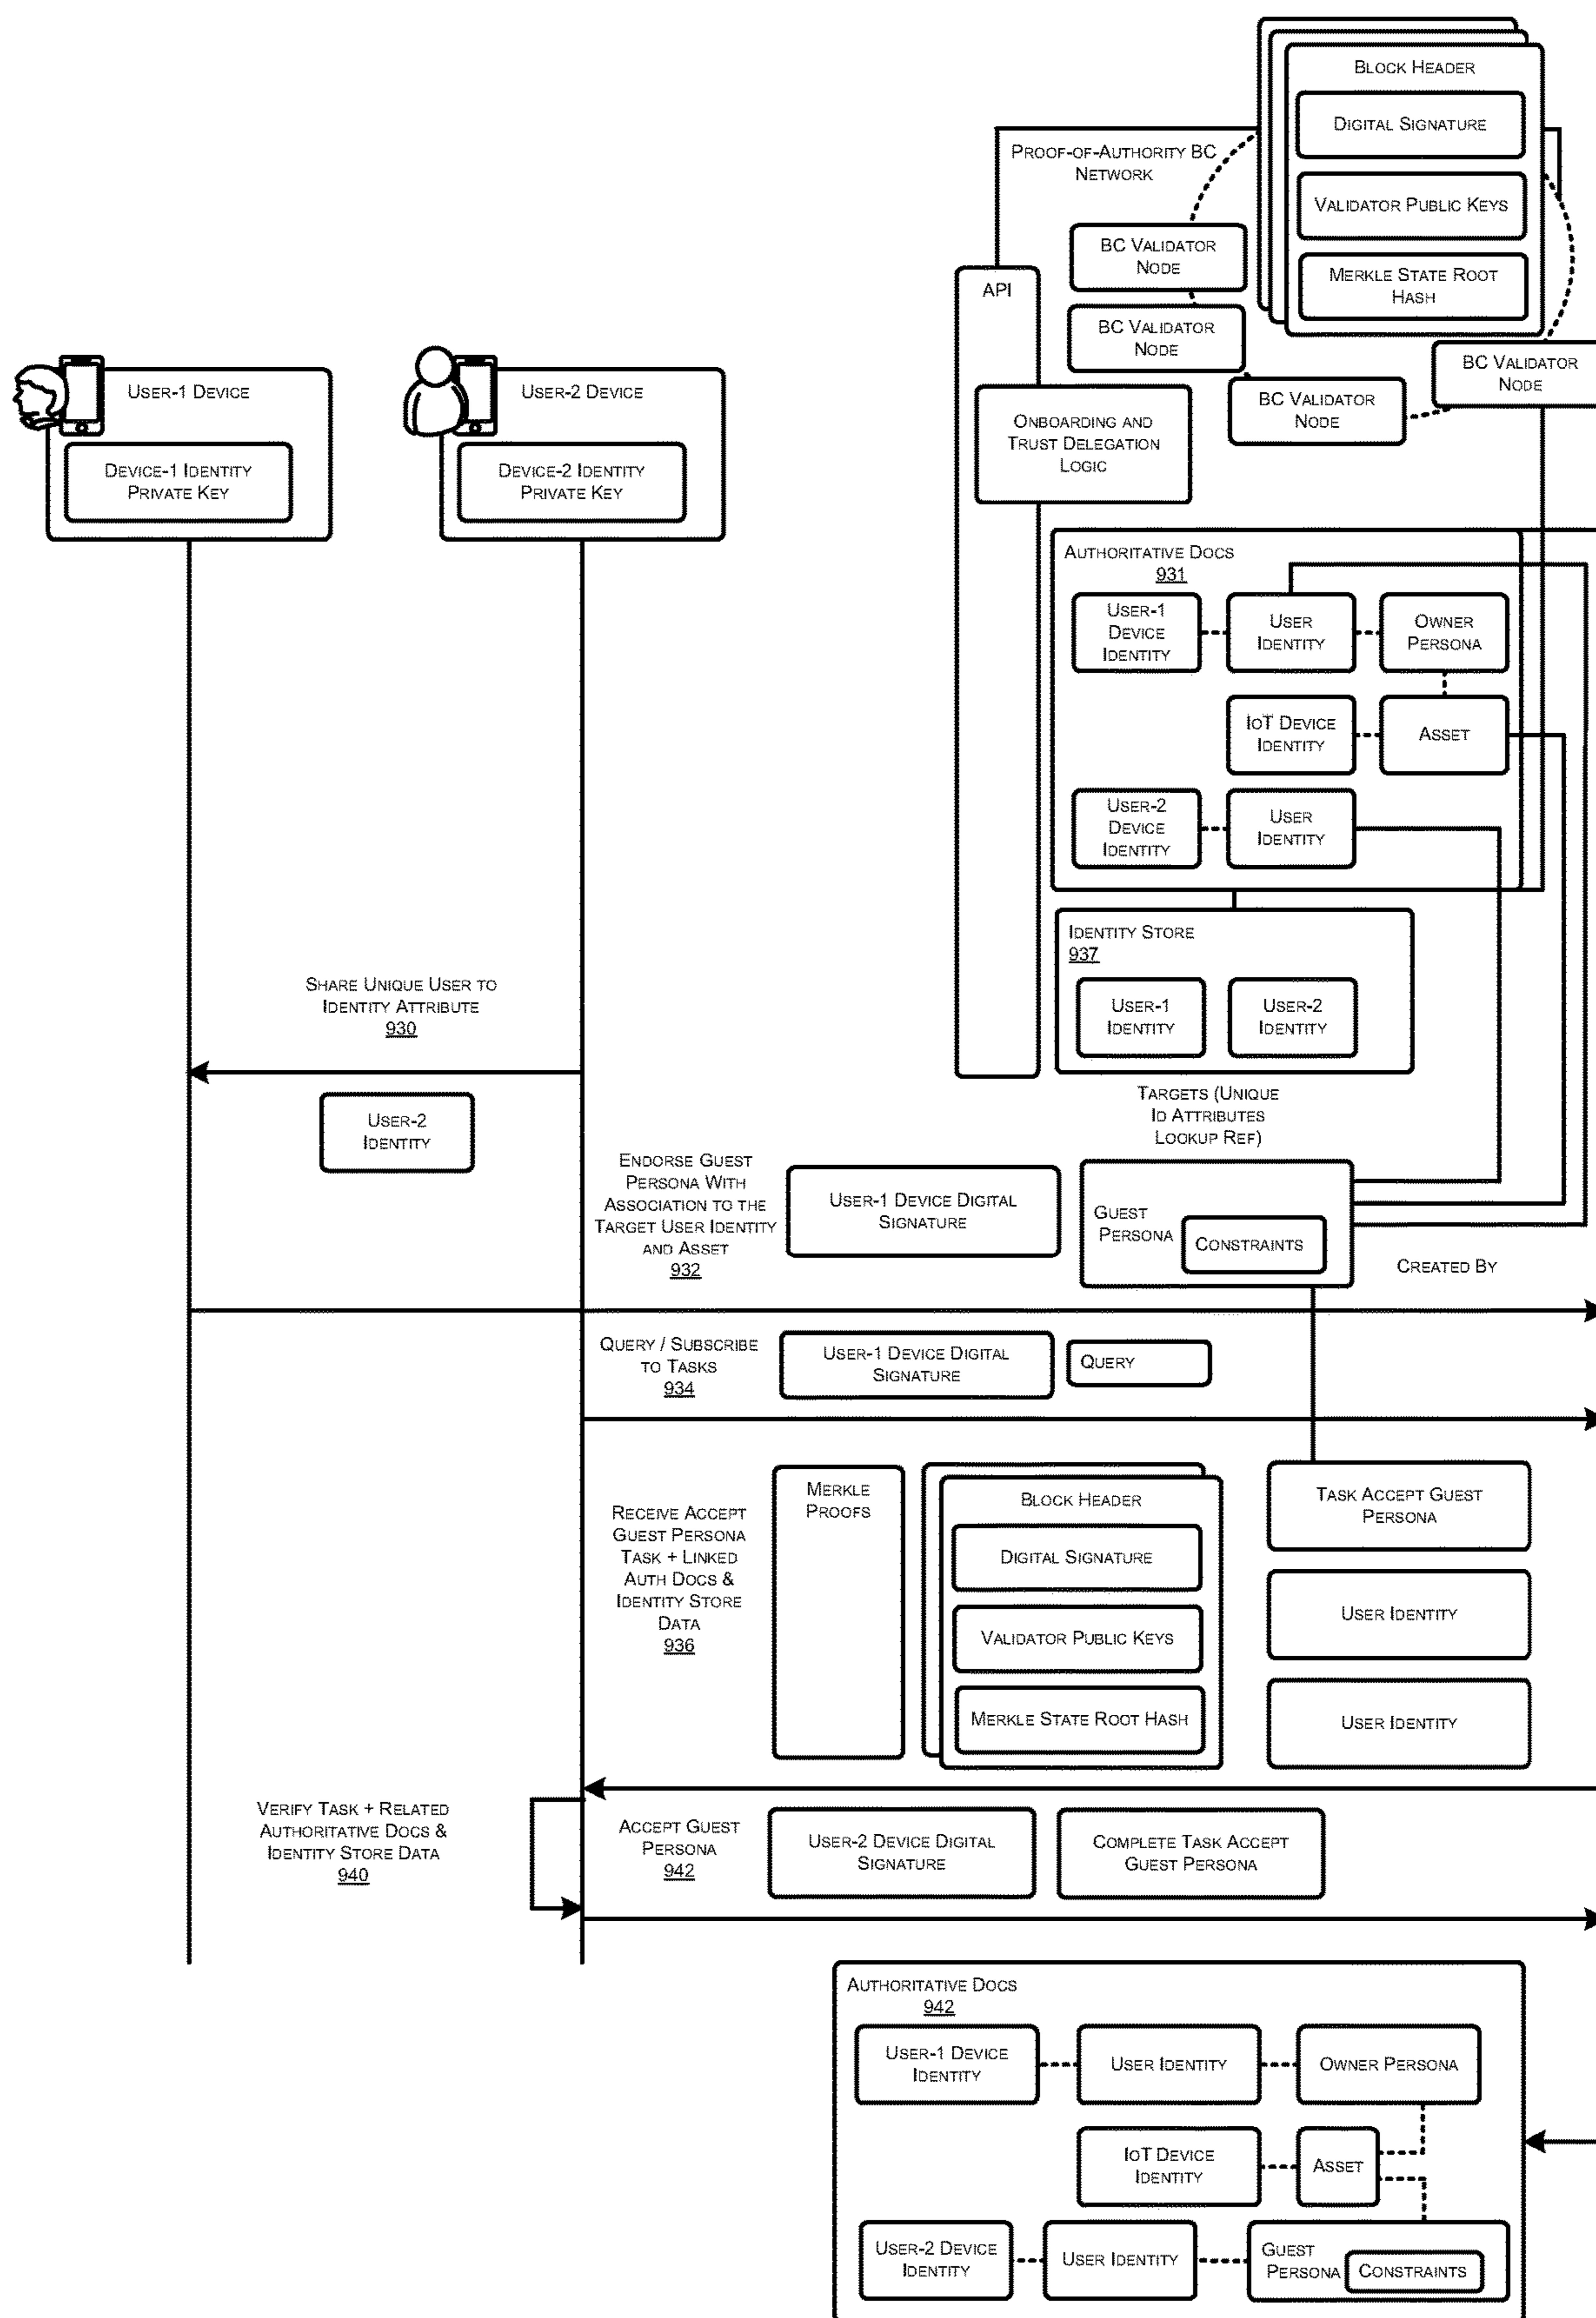 BLOCK HEADER
DIGITAL SIGNATURE
VALIDATOR PUBLIC KEYS
MERKLE STATE ROOT
HASH
PROOF-OF-AUTHORITY BC
NETWORK
BC VALIDATOR
NODE
BC VALIDATOR
NODE
BC VALIDATOR
NODE
BC VALIDATOR
NODE
API
ONBOARDING AND
TRUST DELEGATION
LOGIC
USER-1 DEVICE
DEVICE-1 IDENTITY
PRIVATE KEY
USER-2 DEVICE
DEVICE-2 IDENTITY
PRIVATE KEY
AUTHORITATIVE DOCS
931
USER-1
DEVICE
IDENTITY
USER
IDENTITY
OWNER
PERSONA
IOT DEVICE
IDENTITY
ASSET
USER-2
DEVICE
IDENTITY
USER
IDENTITY
IDENTITY STORE
937
USER-1
IDENTITY
USER-2
IDENTITY
SHARE UNIQUE USER TO
IDENTITY ATTRIBUTE
930
USER-2
IDENTITY
TARGETS (UNIQUE
ID ATTRIBUTES
LOOKUP REF)
ENDORSE GUEST
PERSONA WITH
ASSOCIATION TO THE
TARGET USER IDENTITY
AND ASSET
932
USER-1 DEVICE DIGITAL
SIGNATURE
GUEST
PERSONA
CONSTRAINTS
CREATED BY
QUERY / SUBSCRIBE
TO TASKS
934
USER-1 DEVICE DIGITAL
SIGNATURE
QUERY
RECEIVE ACCEPT
GUEST PERSONA
TASK + LINKED
AUTH DOCS &
IDENTITY STORE
DATA
936
MERKLE
PROOFS
BLOCK HEADER
DIGITAL SIGNATURE
VALIDATOR PUBLIC KEYS
MERKLE STATE ROOT HASH
TASK ACCEPT GUEST
PERSONA
USER IDENTITY
USER IDENTITY
VERIFY TASK + RELATED
AUTHORITATIVE DOCS &
IDENTITY STORE DATA
940
ACCEPT GUEST
PERSONA
942
USER-2 DEVICE DIGITAL
SIGNATURE
COMPLETE TASK ACCEPT
GUEST PERSONA
AUTHORITATIVE DOCS
942
USER-1 DEVICE
IDENTITY
USER IDENTITY
OWNER PERSONA
IOT DEVICE
IDENTITY
ASSET
USER-2 DEVICE
IDENTITY
USER IDENTITY
GUEST
PERSONA
CONSTRAINTS